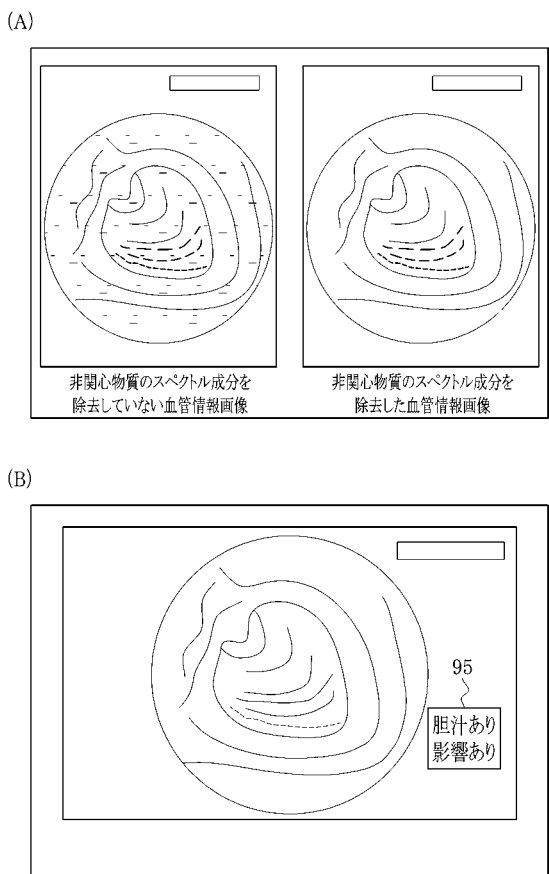 (A)
非関心物質のスペクトル成分を
除去していない血管情報画像
非関心物質のスペクトル成分を
除去した血管情報画像
(B)
95
胆汁あり
影響あり